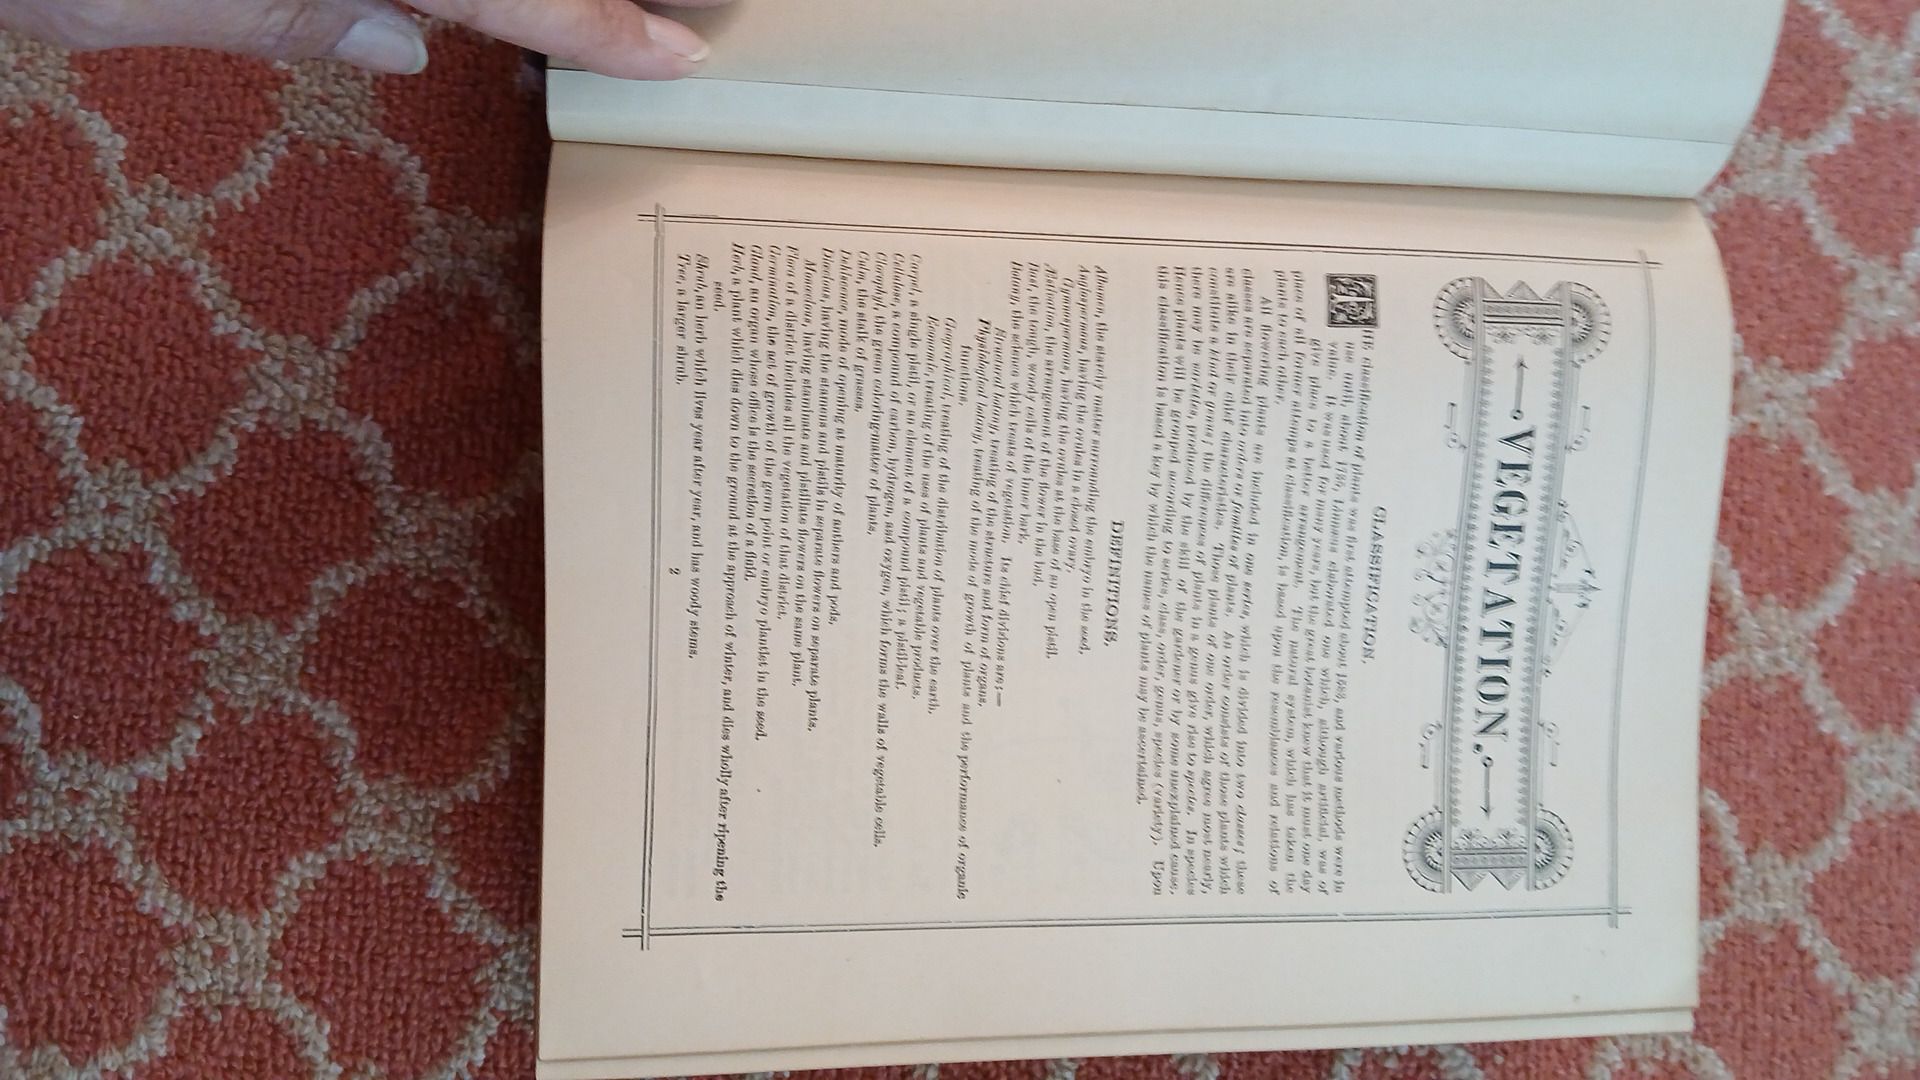 VEGETATION.
CLASSIFICATION.
THE classification of plants was first attempted about 1580, and various methods were in
use until, about 1736, Linnæus elaborated one which, although artificial, was of
value. It was used for many years, but the great botanist knew that it must one day
give place to a better arrangement. The natural system, which has taken the
place of all former attempts at classification, is based upon the resemblances and relations of
plants to each other.
All flowering plants are included in one series, which is divided into two classes; these
classes are separated into orders or families of plants. An order consists of those plants which
are alike in their chief characteristics. Those plants of one order, which agree most nearly,
constitute a kind or genus; the differences of plants in a genus give rise to species. In species
there may be varieties, produced by the skill of the gardener or by some unexplained cause.
Hence plants will be grouped according to series, class, order, genus, species (variety). Upon
this classification is based a key by which the names of plants may be ascertained.
DEFINITIONS.
Albumen, the starchy matter surrounding the embryo in the seed.
Angiospermous, having the ovules in a closed ovary.
Gymnospermous, having the ovules at the base of an open pistil.
Æstivation, the arrangement of the flower in the bud.
Bast, the tough, woody cells of the inner bark.
Botany, the science which treats of vegetation. Its chief divisions are:—
Structural botany, treating of the structure and form of organs.
Physiological botany, treating of the mode of growth of plants and the performance of organic
functions.
Geographical, treating of the distribution of plants over the earth.
Economic, treating of the uses of plants and vegetable products.
Carpel, a single pistil, or an element of a compound pistil; a pistil-leaf.
Cellulose, a compound of carbon, hydrogen, and oxygen, which forms the walls of vegetable cells.
Clorophyl, the green coloring-matter of plants.
Culm, the stalk of grasses.
Dehiscence, mode of opening at maturity of anthers and pods.
Diœcious, having the stamens and pistils in separate flowers on separate plants.
Monœcious, having staminate and pistillate flowers on the same plant.
Flora of a district includes all the vegetation of that district.
Germination, the act of growth of the germ point or embryo plantlet in the seed.
Gland, an organ whose office is the secretion of a fluid.
Herb, a plant which dies down to the ground at the approach of winter, and dies wholly after ripening the
seed.
Shrub, an herb which lives year after year, and has woody stems.
Tree, a larger shrub.
2